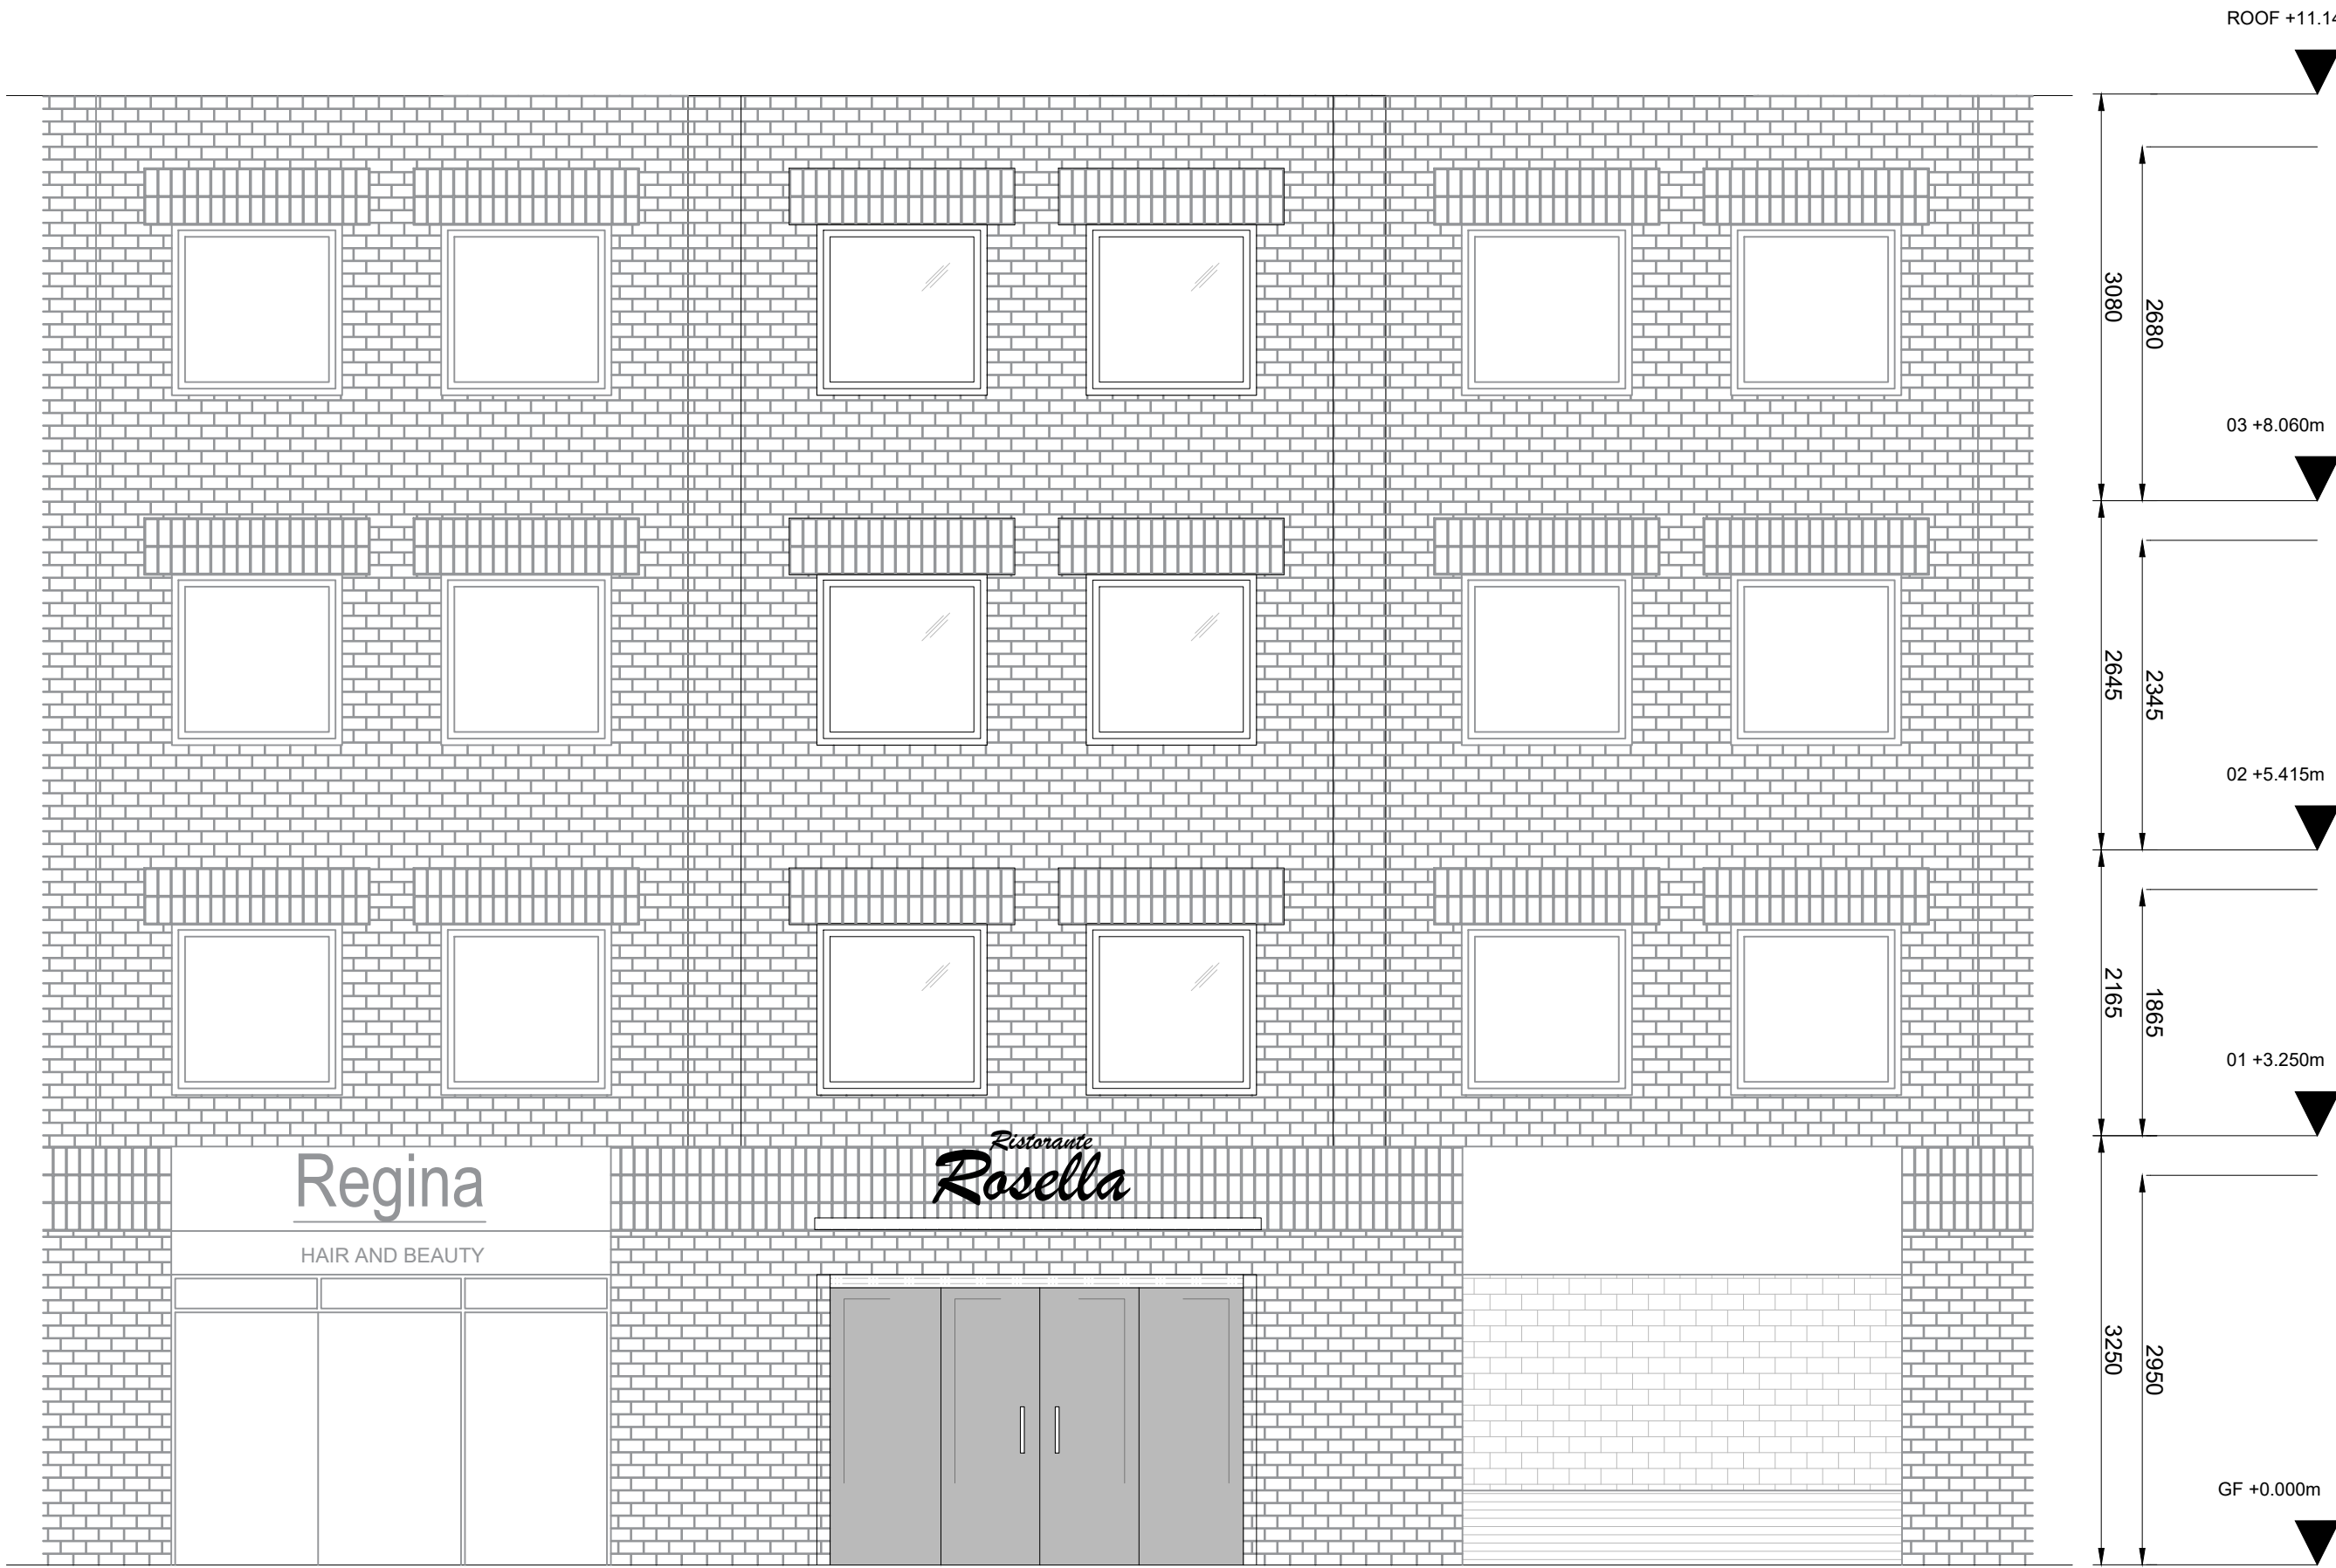 ROOF +11.14
3080
2680
03 +8.060m
2645
2345
02 +5.415m
2165
1865
01 +3.250m
Ristorante
Rosella
Regina
HAIR AND BEAUTY
3250
2950
GF +0.000m